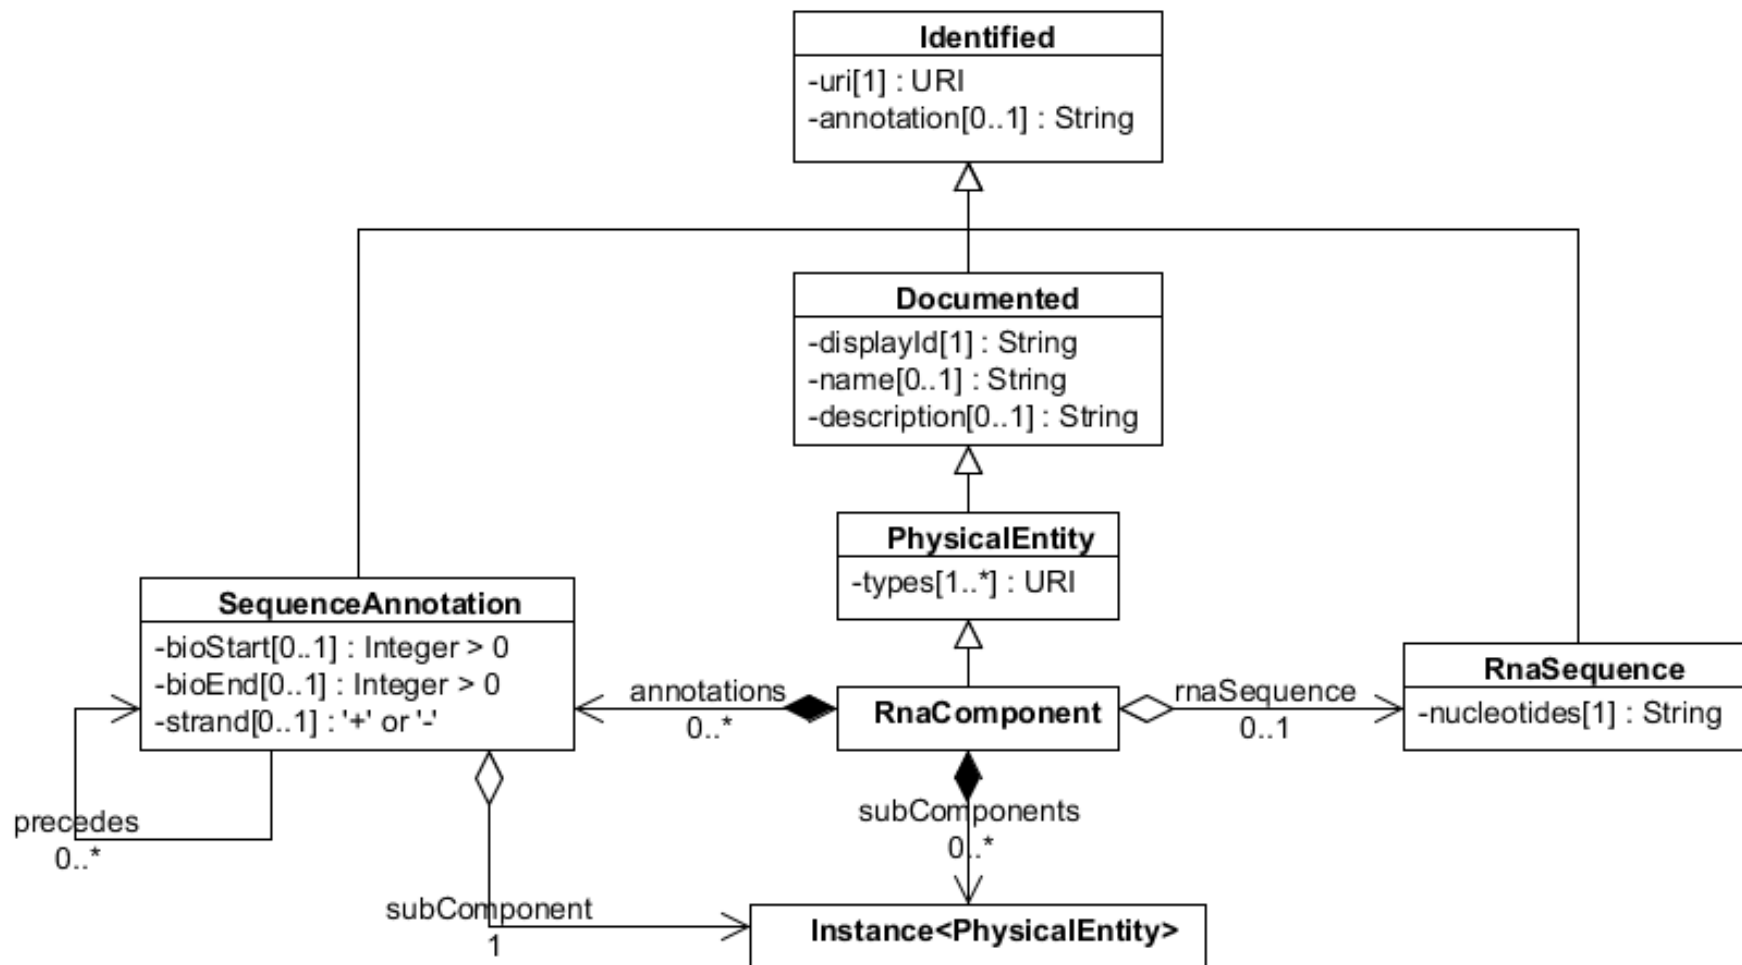 Identified
-uri[1] : URI
-annotation[0..1] : String
Documented
-displayId[1] : String
-name[0..1] : String
-description[0..1] : String
PhysicalEntity
-types[1..*] : URI
SequenceAnnotation
-bioStart[0..1] : Integer > 0
-bioEnd[0..1] : Integer > 0
-strand[0..1] : '+' or '-'
annotations
0..*
RnaComponent
rnaSequence
0..1
RnaSequence
-nucleotides[1] : String
precedes
0..*
subComponents
0..*
subComponent
1
Instance<PhysicalEntity>